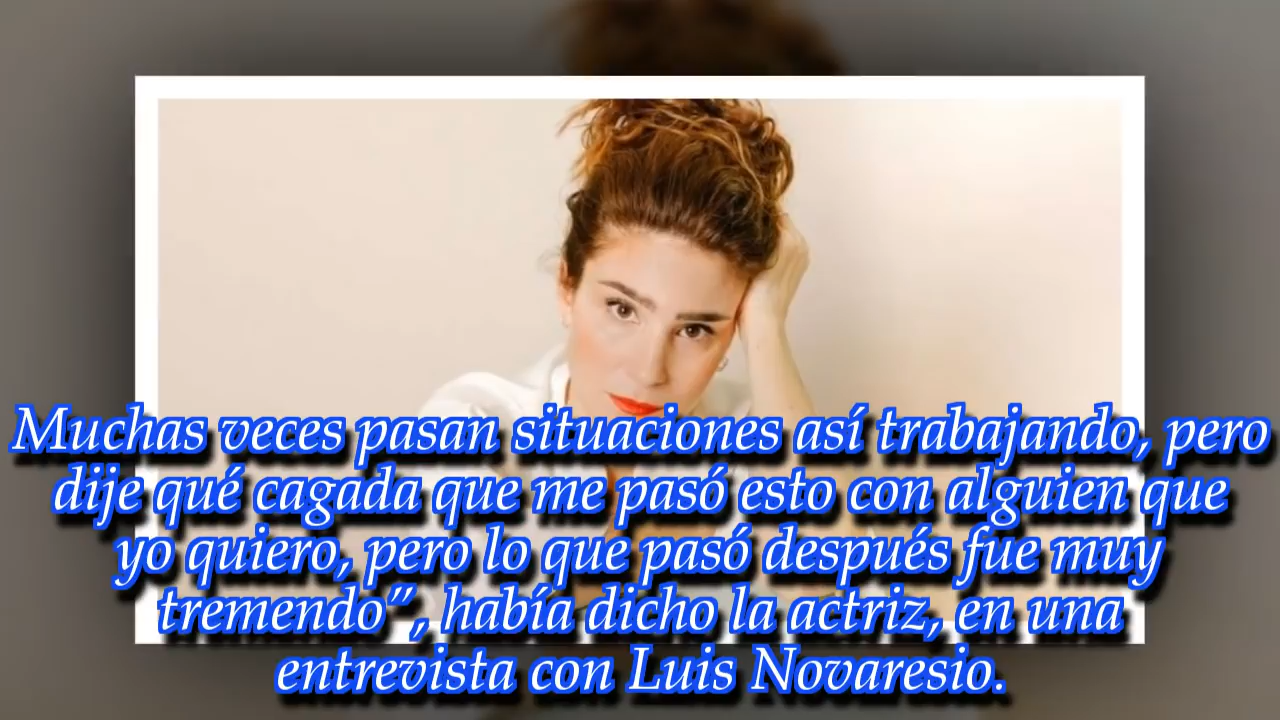 Muchas veces pasan situaciones así trabajando, pero
dije qué cagada que me pasó esto con alguien que
yo quiero, pero lo que pasó después fue muy
tremendo”, había dicho la actriz, en una
entrevista con Luis Novaresio.